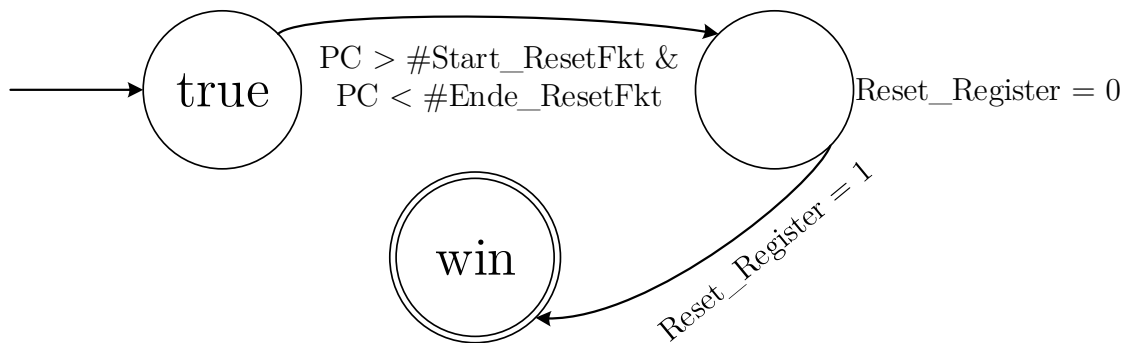 true
PC > #Start_ResetFkt &
PC < #Ende_ResetFkt
Reset_Register = 0
Reset_Register = 1
win